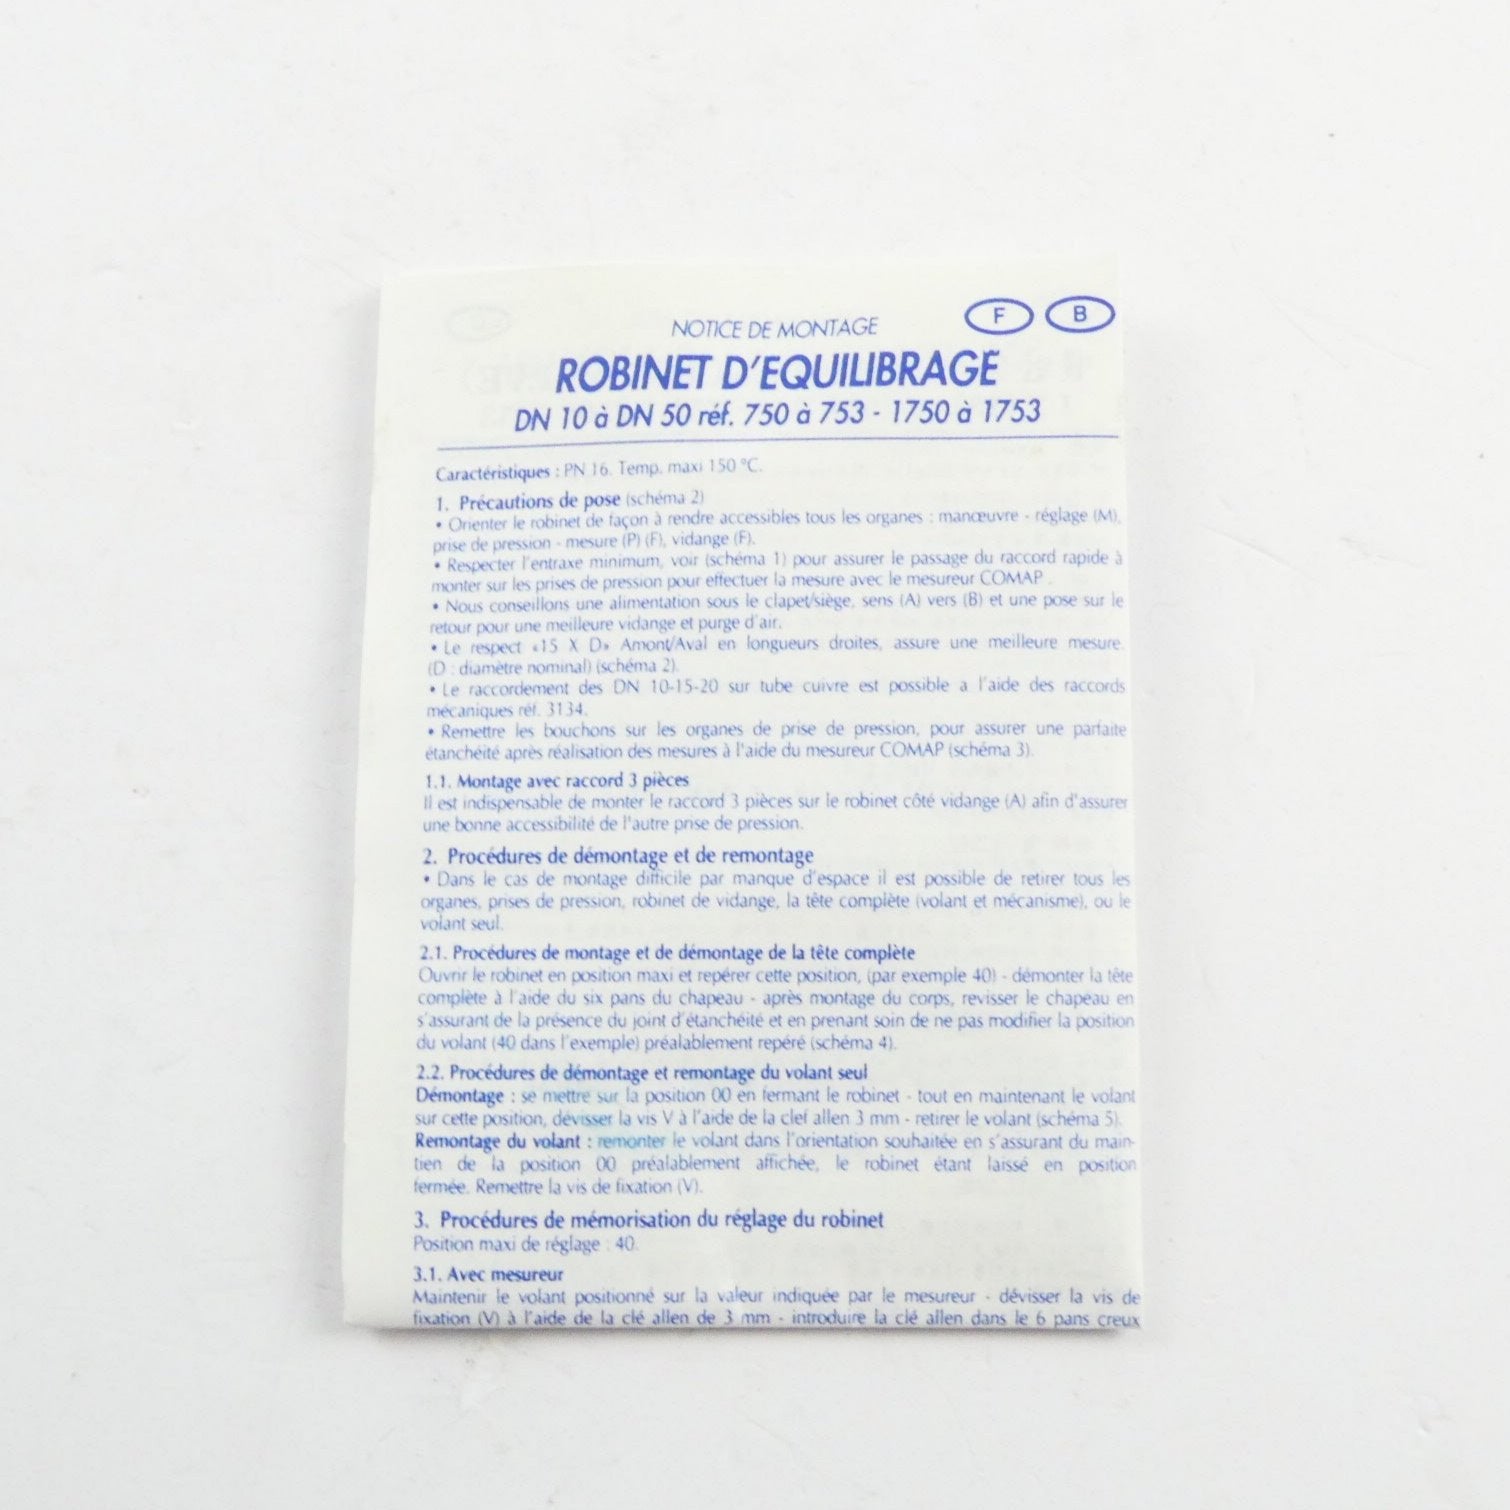 NOTICE DE MONTAGE
F B
ROBINET D'EQUILIBRAGE
DN 10 à DN 50 réf. 750 à 753 - 1750 à 1753
Caractéristiques : PN 16. Temp. maxi 150 °C.
1. Précautions de pose (schéma 2)
• Orienter le robinet de façon à rendre accessibles tous les organes : manœuvre - réglage (M),
prise de pression - mesure (P) (F), vidange (F).
• Respecter l'entraxe minimum, voir (schéma 1) pour assurer le passage du raccord rapide à
monter sur les prises de pression pour effectuer la mesure avec le mesureur COMAP .
• Nous conseillons une alimentation sous le clapet/siège, sens (A) vers (B) et une pose sur le
retour pour une meilleure vidange et purge d'air.
• Le respect «15 X D» Amont/Aval en longueurs droites, assure une meilleure mesure.
(D : diamètre nominal) (schéma 2).
• Le raccordement des DN 10-15-20 sur tube cuivre est possible a l'aide des raccords
mécaniques réf. 3134.
• Remettre les bouchons sur les organes de prise de pression, pour assurer une parfaite
étanchéité après réalisation des mesures à l'aide du mesureur COMAP (schéma 3).
1.1. Montage avec raccord 3 pièces
Il est indispensable de monter le raccord 3 pièces sur le robinet côté vidange (A) afin d'assurer
une bonne accessibilité de l'autre prise de pression.
2. Procédures de démontage et de remontage
• Dans le cas de montage difficile par manque d'espace il est possible de retirer tous les
organes, prises de pression, robinet de vidange, la tête complète (volant et mécanisme), ou le
volant seul.
2.1. Procédures de montage et de démontage de la tête complète
Ouvrir le robinet en position maxi et repérer cette position, (par exemple 40) - démonter la tête
complète à l'aide du six pans du chapeau - après montage du corps, revisser le chapeau en
s'assurant de la présence du joint d'étanchéité et en prenant soin de ne pas modifier la position
du volant (40 dans l'exemple) préalablement repéré (schéma 4).
2.2. Procédures de démontage et remontage du volant seul
Démontage : se mettre sur la position 00 en fermant le robinet - tout en maintenant le volant
sur cette position, dévisser la vis V à l'aide de la clef allen 3 mm - retirer le volant (schéma 5).
Remontage du volant : remonter le volant dans l'orientation souhaitée en s'assurant du main-
tien de la position 00 préalablement affichée, le robinet étant laissé en position
fermée. Remettre la vis de fixation (V).
3. Procédures de mémorisation du réglage du robinet
Position maxi de réglage : 40.
3.1. Avec mesureur
Maintenir le volant positionné sur la valeur indiquée par le mesureur - dévisser la vis de
fixation (V) à l'aide de la clé allen de 3 mm - introduire la clé allen dans le 6 pans creux